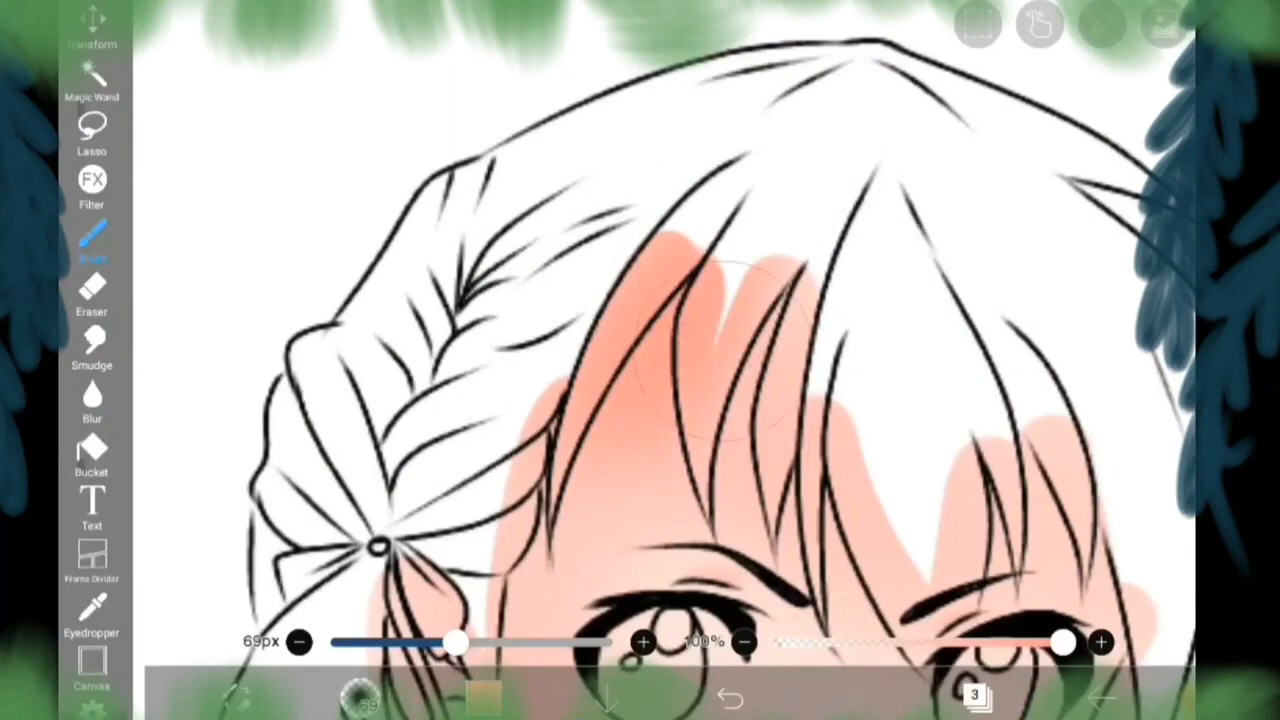 Transform
Magic Wand
Lasso
FX
Filter
Brush
Eraser
Smudge
Blur
Bucket
T
Text
Frame Divider
Eyedropper
Canvas
69px
100%
69
3